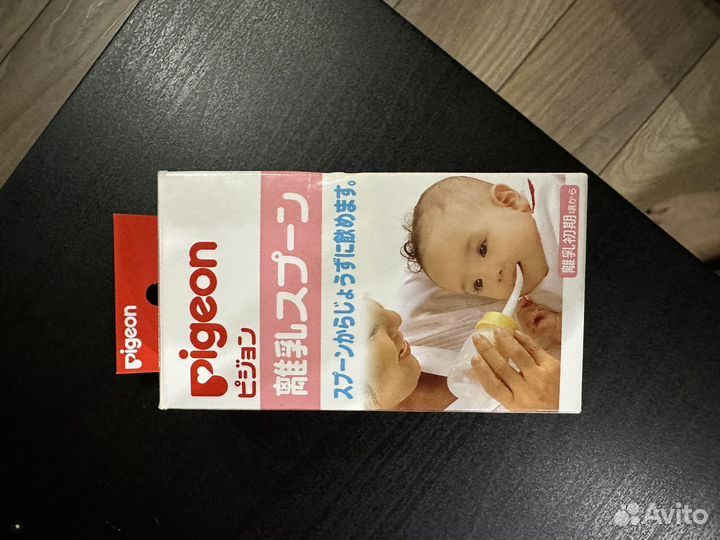 Pigeon
Pigeon
ピジョン
離乳スプーン
スプーンからじょうずに飲めます。
離乳初期頃から
Avito